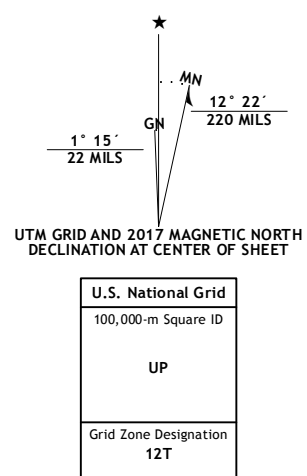 ★
MN
GN
12° 22´
220 MILS
1° 15´
22 MILS
UTM GRID AND 2017 MAGNETIC NORTH
DECLINATION AT CENTER OF SHEET
U.S. National Grid
100,000-m Square ID
UP
Grid Zone Designation
12T